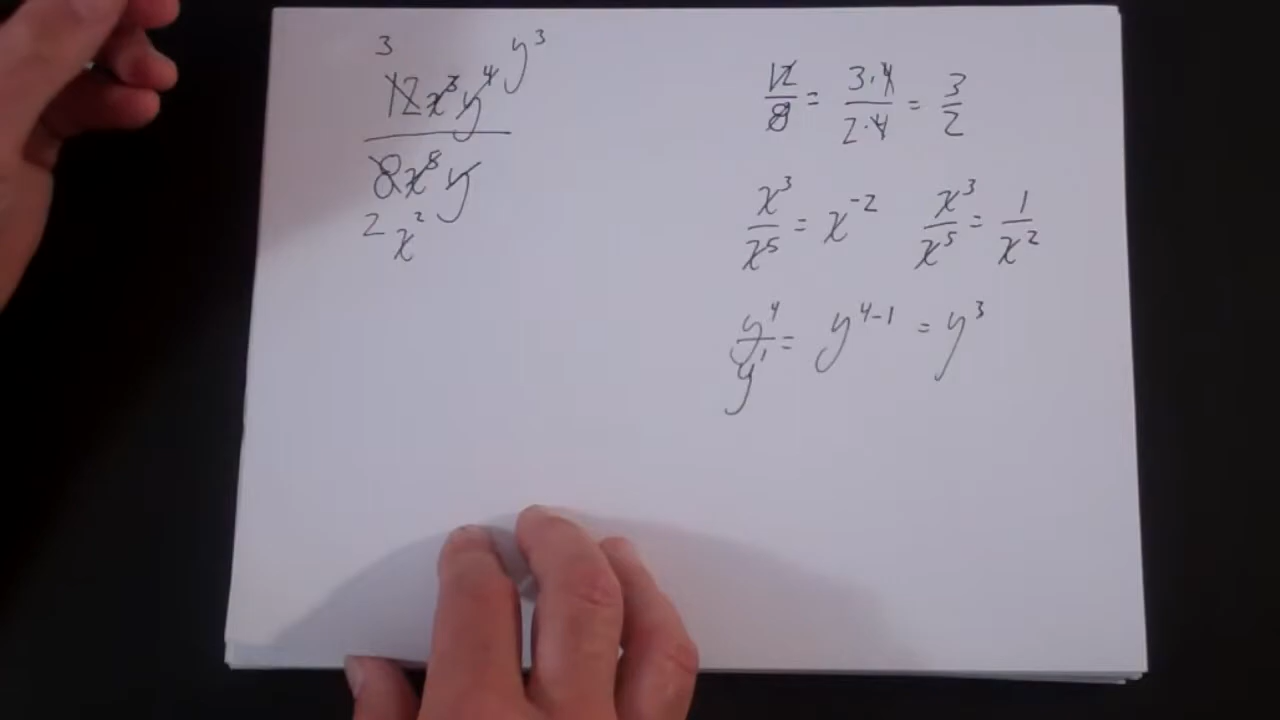 3 y³
12x³y⁴
8x⁵y
2 x²
12/8 = 3·4/2·4 = 3/2
x³/x⁵ = x⁻² x³/x⁵ = 1/x²
y⁴/y¹ = y⁴⁻¹ = y³